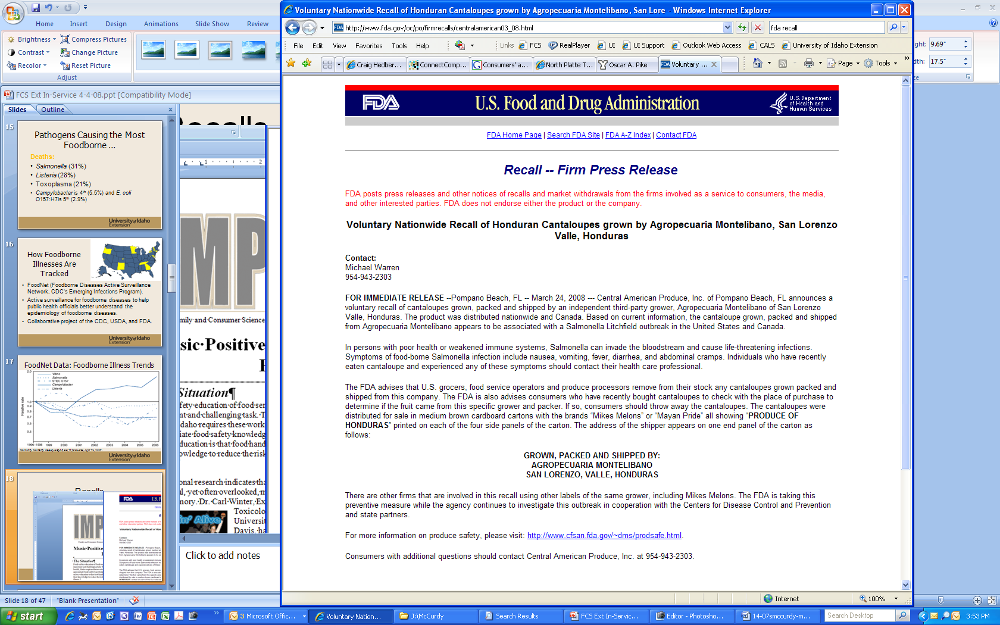 Home
Insert
Design
Animations
Slide Show
Review
Brightness
Compress Pictures
Contrast
Change Picture
Recolor
Reset Picture
Adjust
ght: 9.69"
dth: 17.5"
FCS Ext In-Service 4-4-08.ppt [Compatibility Mode]
Slides
Outline
15
Pathogens Causing the Most
Foodborne ...
Deaths:
• Salmonella (31%)
• Listeria (28%)
• Toxoplasma (21%)
• Campylobacter is 4th (5.5%) and E. coli
O157:H7is 5th (2.9%)
University of Idaho
Extension
16
How Foodborne
Illnesses Are
Tracked
• FoodNet (Foodborne Diseases Active Surveillance
Network, CDC's Emerging Infections Program).
• Active surveillance for foodborne diseases to help
public health officials better understand the
epidemiology of foodborne diseases.
• Collaborative project of the CDC, USDA, and FDA.
University of Idaho
Extension
17
FoodNet Data: Foodborne Illness Trends
Vibrio
Salmonella
STEC O157
Campylobacter
Listeria
Relative rate
2.0
1.0
0.9
0.8
0.7
0.6
0.5
1996–1998 1999 2000 2001 2002 2003 2004 2005 2006
University of Idaho
Extension
18
Recalls
IMP
Music·Positive
·The Situation¶
Recalls
1
2
IMP
mily·and·Consumer·Science
sic·Positive
Situation¶
fety·education·of·food·ser
nt·and·challenging·task.·T
daho·requires·these·work
iate·food·safety·knowledg
ducation·is·that·food·hand
owledge·to·reduce·the·risk
onal·research·indicates·tha
l,·yet·often·overlooked,·m
mory.·Dr.·Carl·Winter,·Ex
in' Alive
Toxicolo
Universit
Davis,·ha
Click to add notes
Slide 18 of 47
"Blank Presentation"
Voluntary Nationwide Recall of Honduran Cantaloupes grown by Agropecuaria Montelibano, San Lore - Windows Internet Explorer
FDA http://www.fda.gov/oc/po/firmrecalls/centralamerican03_08.html
fda recall
File
Edit
View
Favorites
Tools
Help
Links
FCS
RealPlayer
UI
UI Support
Outlook Web Access
CALS
University of Idaho Extension
Craig Hedber...
ConnectComp...
Consumers' a...
North Platte T...
Oscar A. Pike
FDA Voluntary ...
Page
Tools
FDA
U.S. Food and Drug Administration
U.S. Department
of Health and
Human Services
FDA Home Page | Search FDA Site | FDA A-Z Index | Contact FDA
Recall -- Firm Press Release
FDA posts press releases and other notices of recalls and market withdrawals from the firms involved as a service to consumers, the media,
and other interested parties. FDA does not endorse either the product or the company.
Voluntary Nationwide Recall of Honduran Cantaloupes grown by Agropecuaria Montelibano, San Lorenzo
Valle, Honduras
Contact:
Michael Warren
954-943-2303
FOR IMMEDIATE RELEASE --Pompano Beach, FL -- March 24, 2008 --- Central American Produce, Inc. of Pompano Beach, FL announces a
voluntary recall of cantaloupes grown, packed and shipped by an independent third-party grower, Agropecuaria Montelibano of San Lorenzo
Valle, Honduras. The product was distributed nationwide and Canada. Based on current information, the cantaloupe grown, packed and shipped
from Agropecuaria Montelibano appears to be associated with a Salmonella Litchfield outbreak in the United States and Canada.
In persons with poor health or weakened immune systems, Salmonella can invade the bloodstream and cause life-threatening infections.
Symptoms of food-borne Salmonella infection include nausea, vomiting, fever, diarrhea, and abdominal cramps. Individuals who have recently
eaten cantaloupe and experienced any of these symptoms should contact their health care professional.
The FDA advises that U.S. grocers, food service operators and produce processors remove from their stock any cantaloupes grown packed and
shipped from this company. The FDA is also advises consumers who have recently bought cantaloupes to check with the place of purchase to
determine if the fruit came from this specific grower and packer. If so, consumers should throw away the cantaloupes. The cantaloupes were
distributed for sale in medium brown cardboard cartons with the brands “Mikes Melons” or “Mayan Pride” all showing “PRODUCE OF
HONDURAS” printed on each of the four side panels of the carton. The address of the shipper appears on one end panel of the carton as
follows:
GROWN, PACKED AND SHIPPED BY:
AGROPECUARIA MONTELIBANO
SAN LORENZO, VALLE, HONDURAS
There are other firms that are involved in this recall using other labels of the same grower, including Mikes Melons. The FDA is taking this
preventive measure while the agency continues to investigate this outbreak in cooperation with the Centers for Disease Control and Prevention
and state partners.
For more information on produce safety, please visit: http://www.cfsan.fda.gov/~dms/prodsafe.html.
Consumers with additional questions should contact Central American Produce, Inc. at 954-943-2303.
Internet
100%
start
3 Microsoft Offic...
Voluntary Nation...
J:\McCurdy
Search Results
FCS Ext In-Servic...
Editor - Photosho...
14-07smccurdy-m...
Search Desktop
3:53 PM